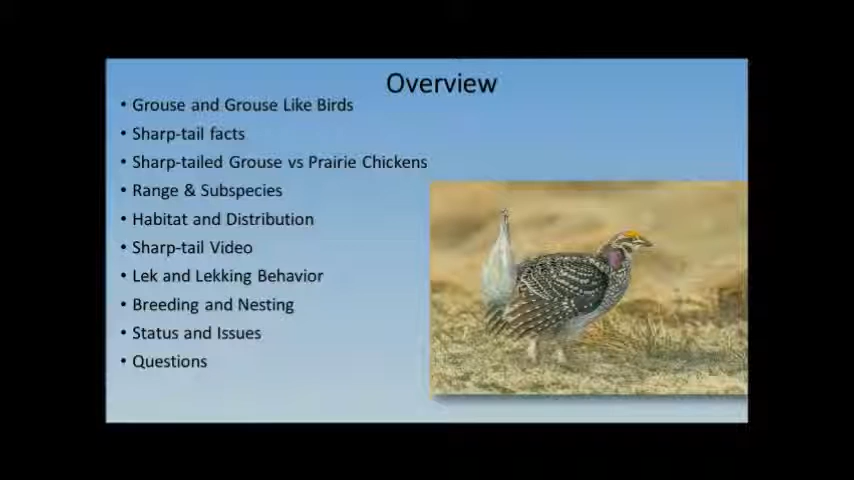 Overview
• Grouse and Grouse Like Birds
• Sharp-tail facts
• Sharp-tailed Grouse vs Prairie Chickens
• Range & Subspecies
• Habitat and Distribution
• Sharp-tail Video
• Lek and Lekking Behavior
• Breeding and Nesting
• Status and Issues
• Questions